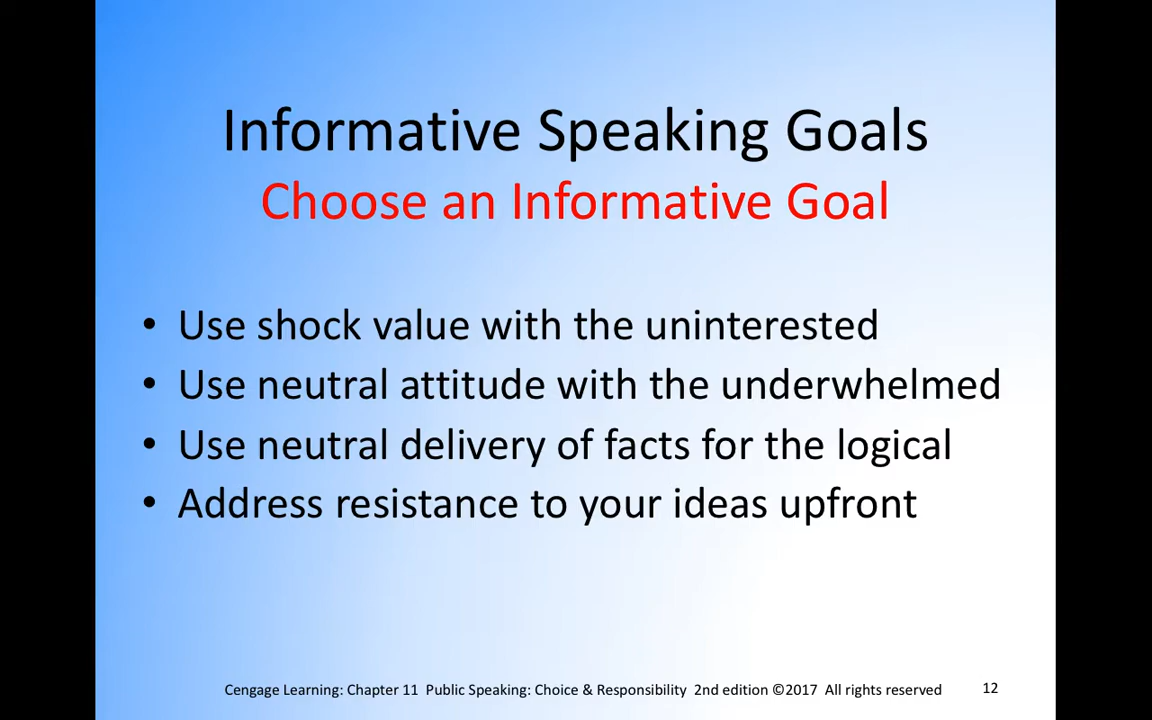 Informative Speaking Goals
Choose an Informative Goal
• Use shock value with the uninterested
• Use neutral attitude with the underwhelmed
• Use neutral delivery of facts for the logical
• Address resistance to your ideas upfront
Cengage Learning: Chapter 11  Public Speaking: Choice & Responsibility  2nd edition ©2017  All rights reserved
12